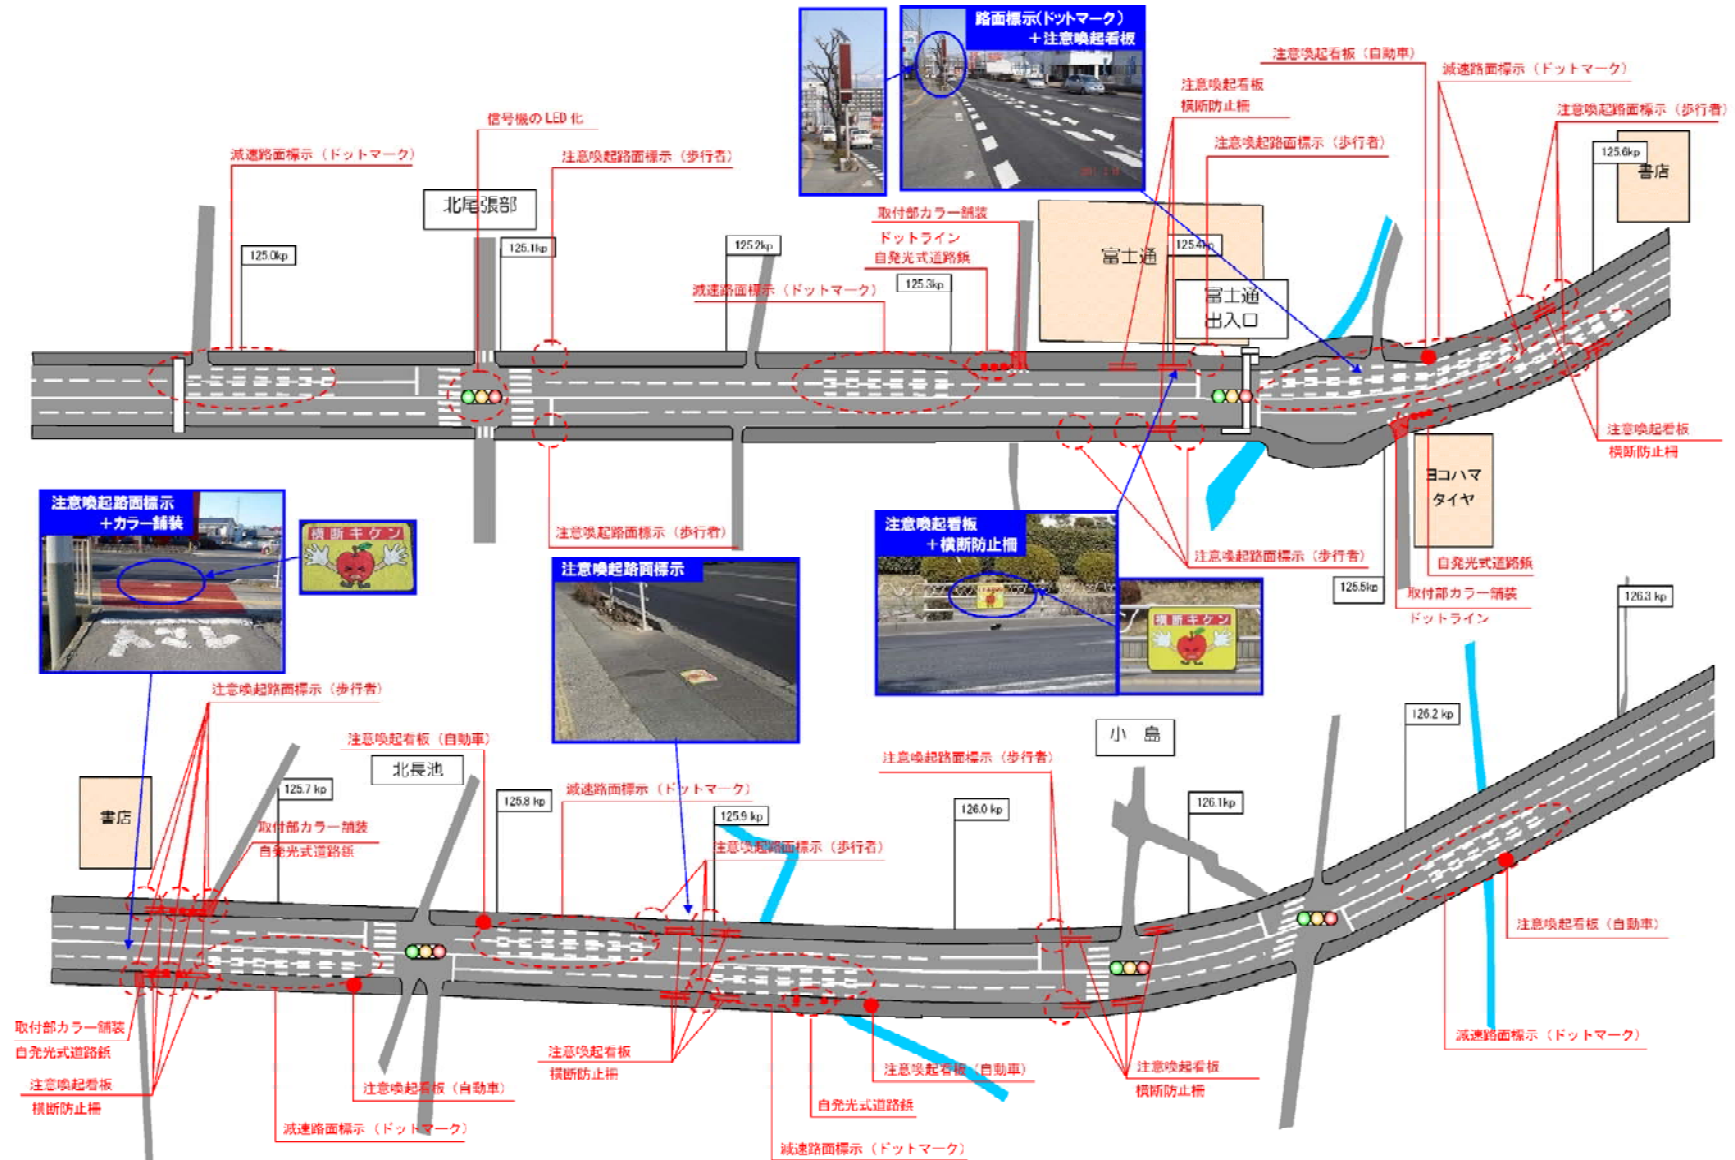 路面標示(ドットマーク)
+注意喚起看板
注意喚起看板(自動車)
減速路面標示(ドットマーク)
注意喚起路面標示(歩行者)
注意喚起看板
横断防止柵
注意喚起路面標示(歩行者)
信号機のLED化
減速路面標示(ドットマーク)
注意喚起路面標示(歩行者)
125.6kp
書店
北尾張部
取付部カラー舗装
ドットライン
自発光式道路鋲
125.0kp
125.1kp
125.2kp
125.3kp
富士通
125.4kp
富士通
出入口
減速路面標示(ドットマーク)
注意喚起看板
横断防止柵
ヨコハマ
タイヤ
注意喚起路面標示
+カラー舗装
横断キケン
注意喚起路面標示(歩行者)
注意喚起路面標示
注意喚起看板
+横断防止柵
横断キケン
注意喚起路面標示(歩行者)
自発光式道路鋲
125.5kp
取付部カラー舗装
ドットライン
126.3 kp
注意喚起路面標示(歩行者)
注意喚起看板(自動車)
北長池
書店
125.7 kp
取付部カラー舗装
自発光式道路鋲
125.8 kp
減速路面標示(ドットマーク)
125.9 kp
注意喚起路面標示(歩行者)
注意喚起路面標示(歩行者)
126.0 kp
小島
126.1kp
126.2 kp
注意喚起看板(自動車)
取付部カラー舗装
自発光式道路鋲
注意喚起看板
横断防止柵
注意喚起看板(自動車)
減速路面標示(ドットマーク)
注意喚起看板
横断防止柵
注意喚起看板(自動車)
自発光式道路鋲
減速路面標示(ドットマーク)
注意喚起看板
横断防止柵
減速路面標示(ドットマーク)